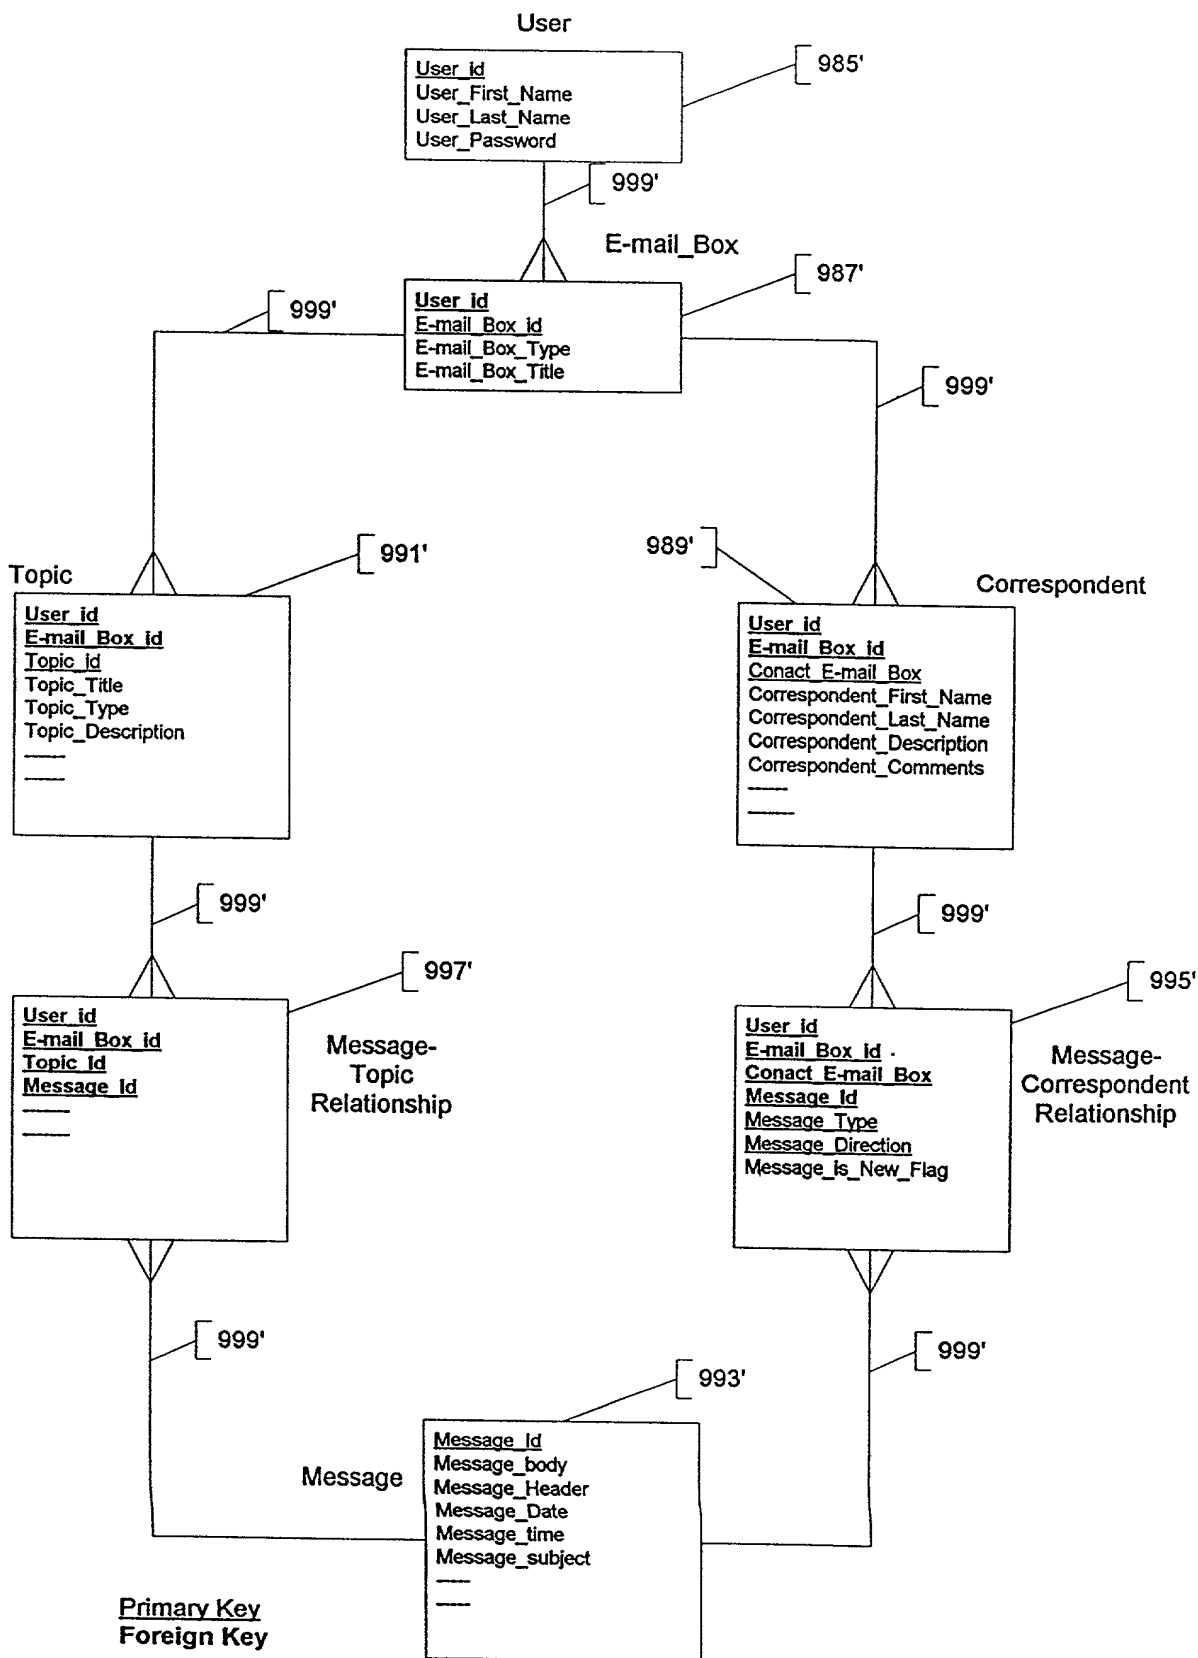 User
985'
User_id
User_First_Name
User_Last_Name
User_Password
999'
E-mail_Box
987'
User_id
E-mail_Box_id
E-mail_Box_Type
E-mail_Box_Title
999'
999'
Topic
991'
User_id
E-mail_Box_id
Topic_id
Topic_Title
Topic_Type
Topic_Description
989'
Correspondent
User_id
E-mail_Box_id
Conact_E-mail_Box
Correspondent_First_Name
Correspondent_Last_Name
Correspondent_Description
Correspondent_Comments
999'
999'
997'
User_id
E-mail_Box_id
Topic_id
Message_id
Message-
Topic
Relationship
995'
User_id
E-mail_Box_id
Conact_E-mail_Box
Message_id
Message_Type
Message_Direction
Message_is_New_Flag
Message-
Correspondent
Relationship
999'
999'
993'
Message
Message_id
Message_body
Message_Header
Message_Date
Message_time
Message_subject
Primary Key
Foreign Key